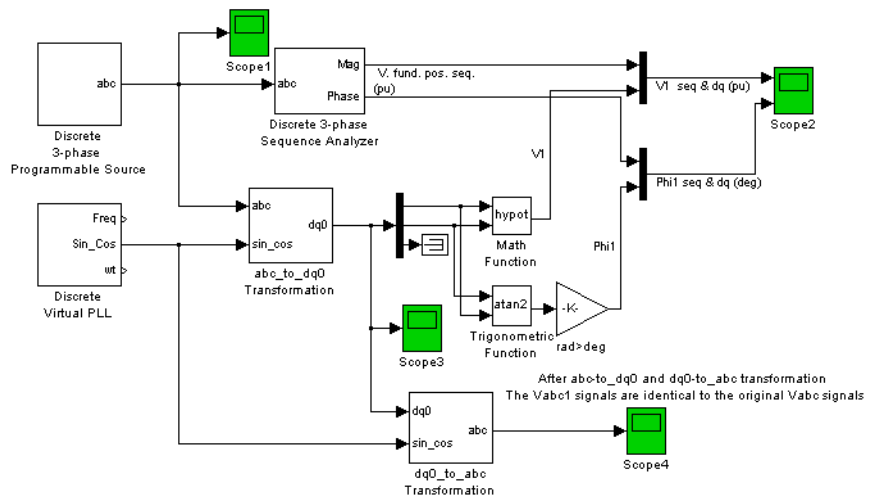 abc
Discrete
3-phase
Programmable Source
Scope1
abc
Mag
Phase
Discrete 3-phase
Sequence Analyzer
V. fund. pos. seq.
(pu)
V1 seq & dq (pu)
Scope2
V1
Phi1 seq & dq (deg)
Freq
Sin_Cos
wt
Discrete
Virtual PLL
abc
sin_cos
dq0
abc_to_dq0
Transformation
hypot
Math
Function
Phi1
atan2
Trigonometric
Function
-K-
rad>deg
Scope3
After abc-to_dq0 and dq0-to_abc transformation
The Vabc1 signals are identical to the original Vabc signals
dq0
sin_cos
abc
dq0_to_abc
Transformation
Scope4